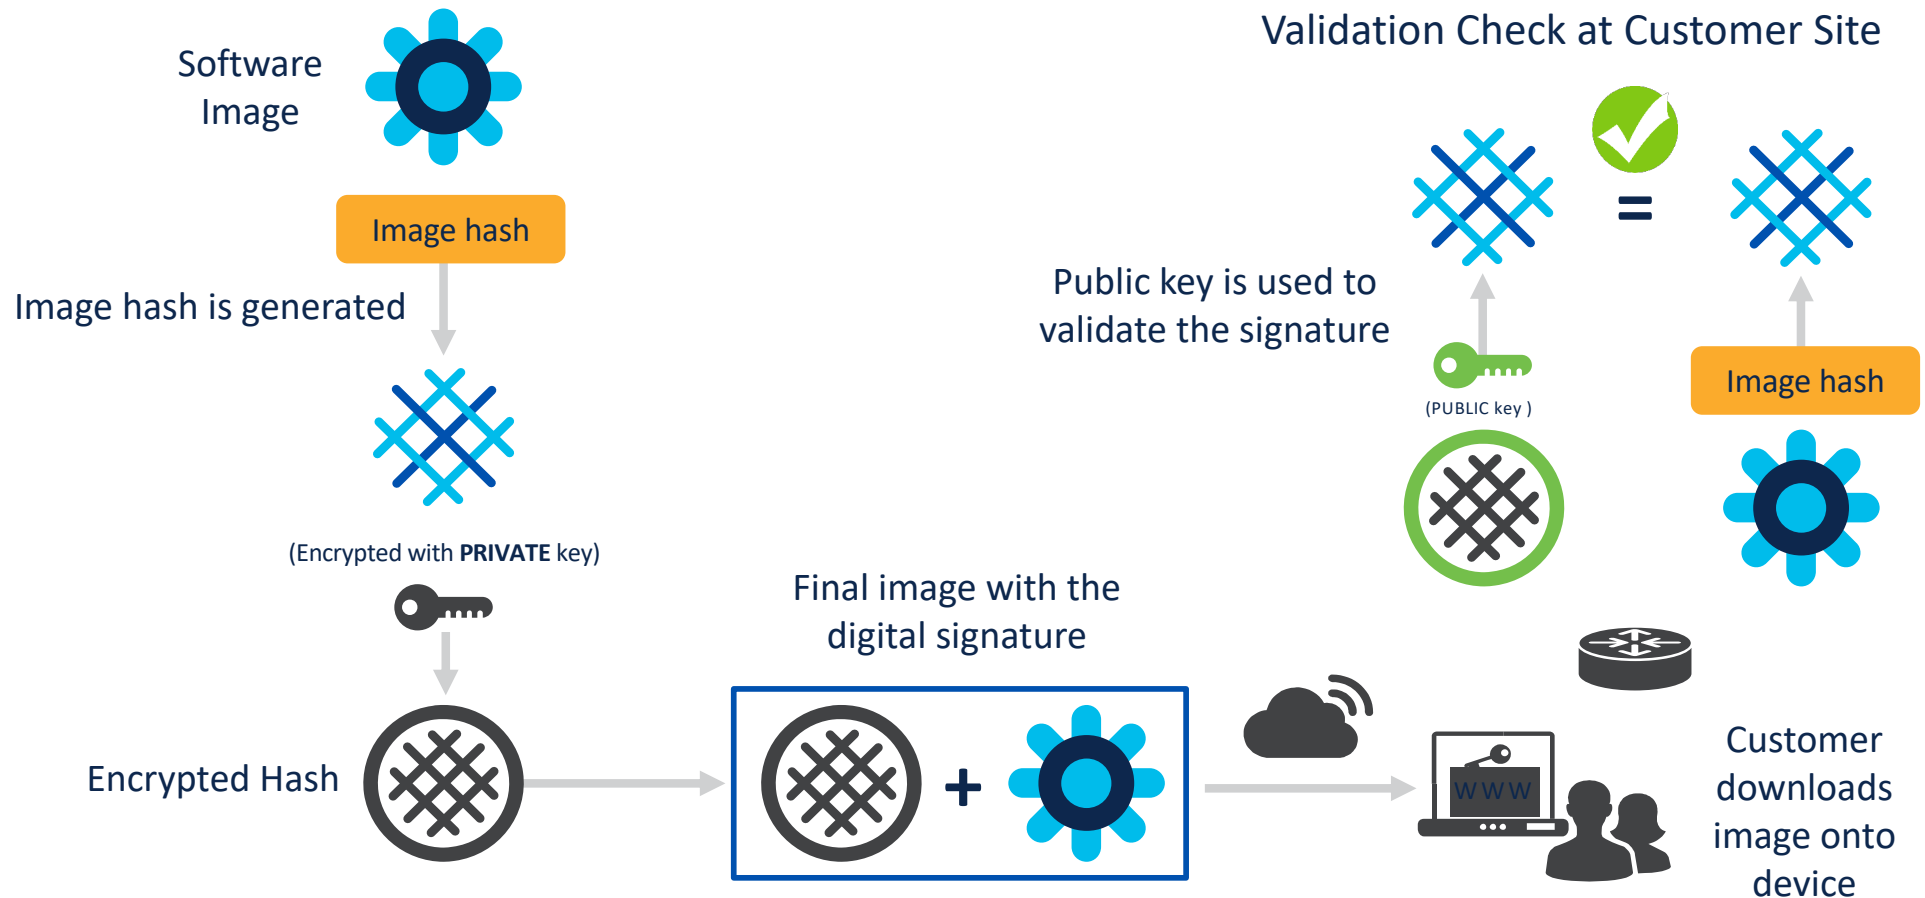 Software
Image
Image hash
Image hash is generated
(Encrypted with PRIVATE key)
Encrypted Hash
Final image with the
digital signature
+
Validation Check at Customer Site
=
Public key is used to
validate the signature
(PUBLIC key )
Image hash
WWW
Customer
downloads
image onto
device